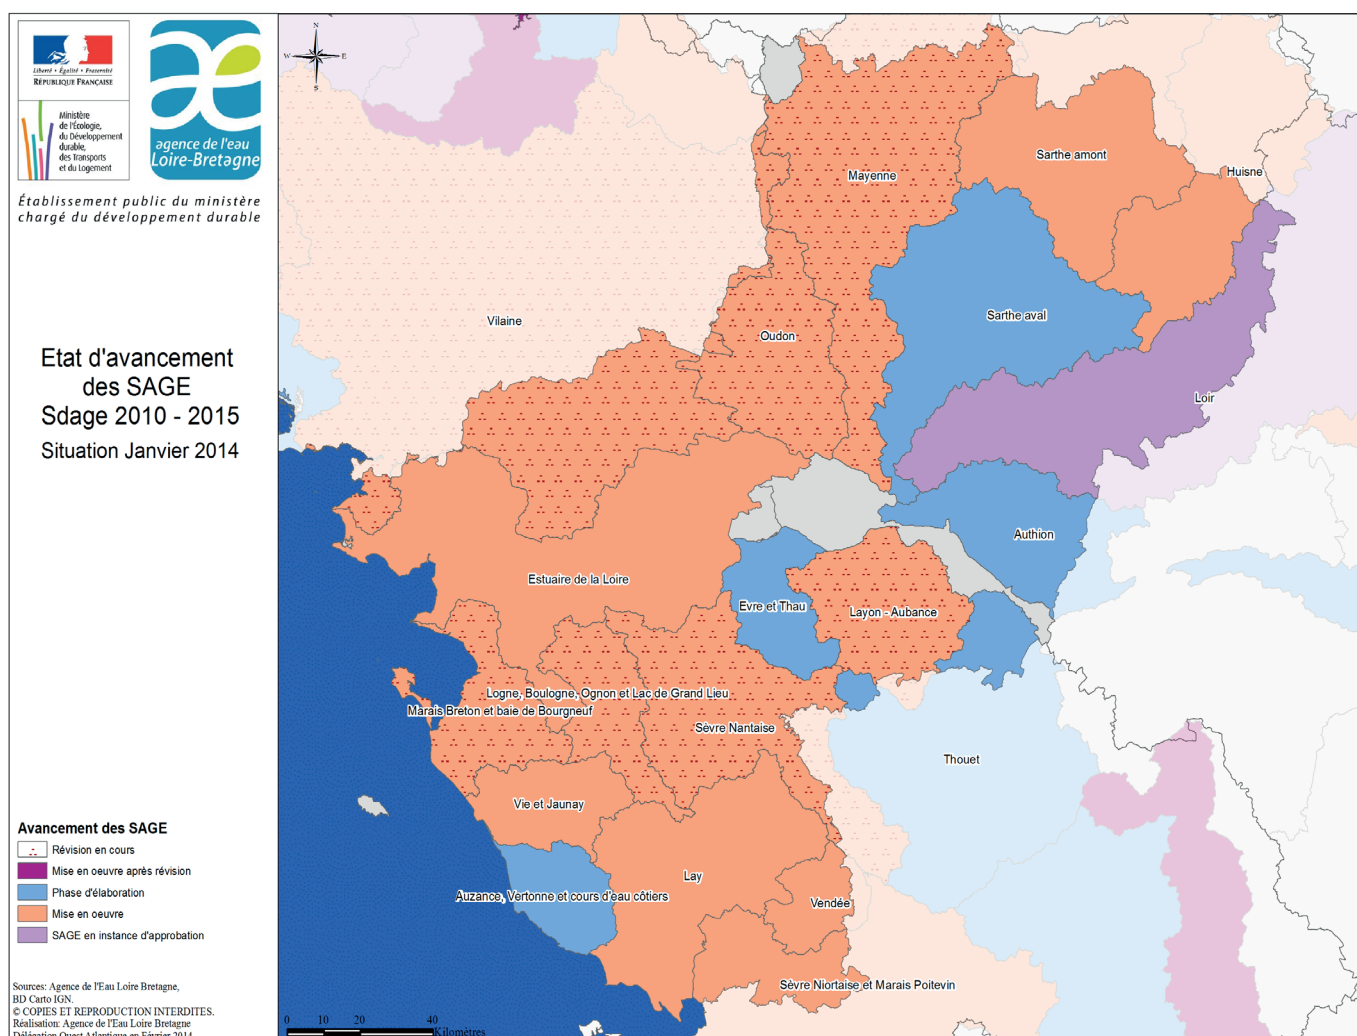 Liberté • Égalité • Fraternité
RÉPUBLIQUE FRANÇAISE
Ministère
de l'Écologie,
du Développement
durable,
des Transports
et du Logement
ae
agence de l'eau
Loire-Bretagne
Établissement public du ministère
chargé du développement durable
Etat d'avancement
des SAGE
Sdage 2010 - 2015
Situation Janvier 2014
Avancement des SAGE
Révision en cours
Mise en oeuvre après révision
Phase d'élaboration
Mise en oeuvre
SAGE en instance d'approbation
Sources: Agence de l'Eau Loire Bretagne,
BD Carto IGN.
© COPIES ET REPRODUCTION INTERDITES.
Réalisation: Agence de l'Eau Loire Bretagne
Délégation Ouest Atlantique en Février 2014
N
W
E
S
Sarthe amont
Huisne
Mayenne
Sarthe aval
Vilaine
Oudon
Loir
Authion
Estuaire de la Loire
Evre et Thau
Layon - Aubance
Logne, Boulogne, Ognon et Lac de Grand Lieu
Marais Breton et baie de Bourgneuf
Sèvre Nantaise
Thouet
Vie et Jaunay
Lay
Auzance, Vertonne et cours d'eau côtiers
Vendée
Sèvre Niortaise et Marais Poitevin
0 10 20 40
Kilomètres